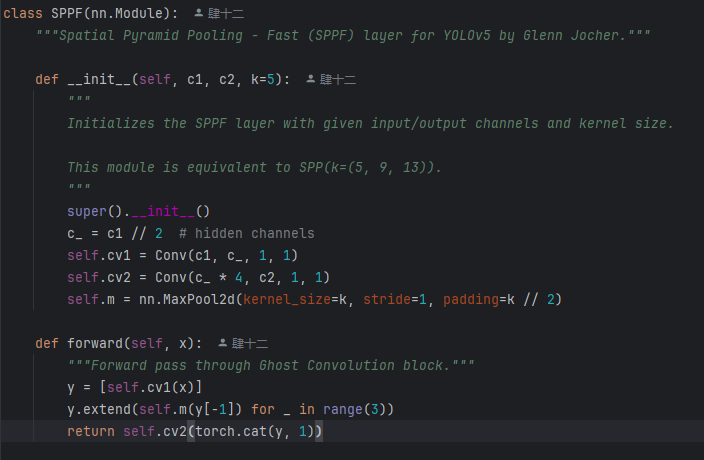 class SPPF(nn.Module):  肆十二
    """Spatial Pyramid Pooling - Fast (SPPF) layer for YOLOv5 by Glenn Jocher."""

    def __init__(self, c1, c2, k=5):  肆十二
        """
        Initializes the SPPF layer with given input/output channels and kernel size.

        This module is equivalent to SPP(k=(5, 9, 13)).
        """
        super().__init__()
        c_ = c1 // 2  # hidden channels
        self.cv1 = Conv(c1, c_, 1, 1)
        self.cv2 = Conv(c_ * 4, c2, 1, 1)
        self.m = nn.MaxPool2d(kernel_size=k, stride=1, padding=k // 2)

    def forward(self, x):  肆十二
        """Forward pass through Ghost Convolution block."""
        y = [self.cv1(x)]
        y.extend(self.m(y[-1]) for _ in range(3))
        return self.cv2(torch.cat(y, 1))